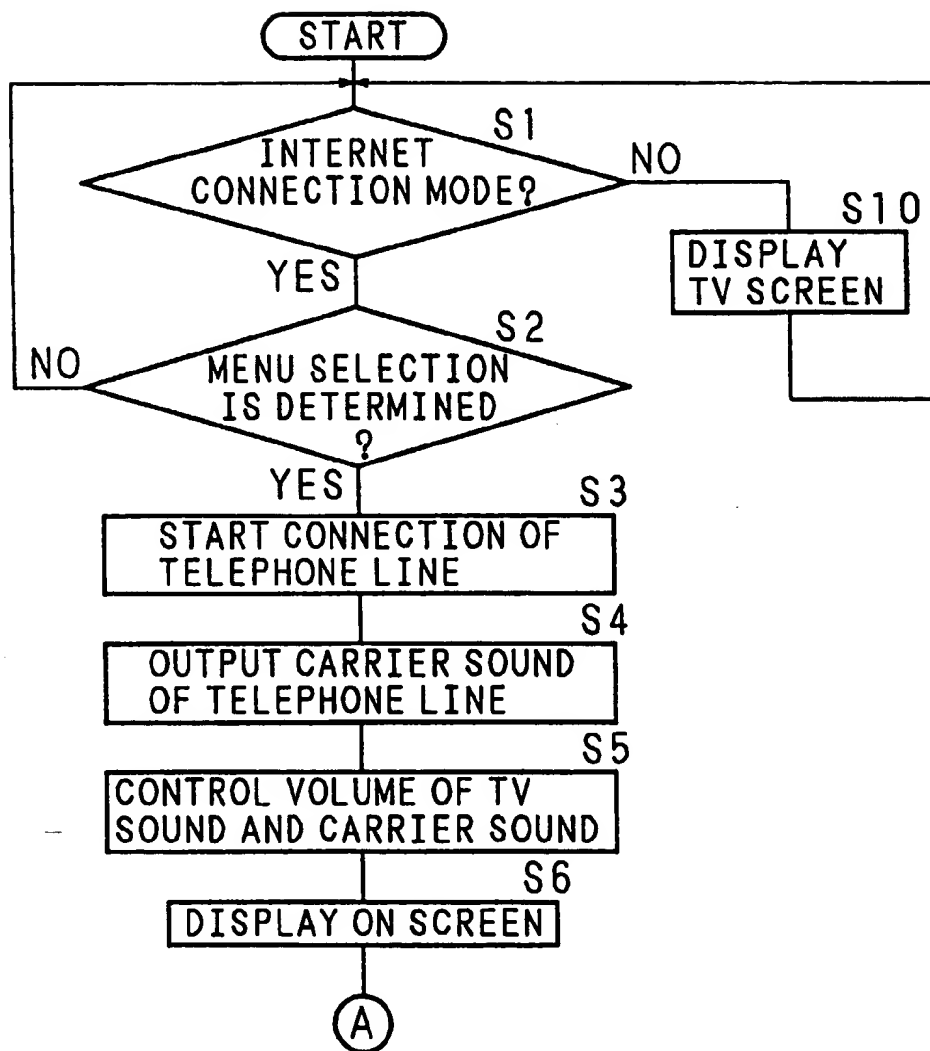 START
S1
INTERNET
CONNECTION MODE?
NO
YES
S10
DISPLAY
TV SCREEN
S2
NO
MENU SELECTION
IS DETERMINED
?
YES
S3
START CONNECTION OF
TELEPHONE LINE
S4
OUTPUT CARRIER SOUND
OF TELEPHONE LINE
S5
CONTROL VOLUME OF TV
SOUND AND CARRIER SOUND
S6
DISPLAY ON SCREEN
A